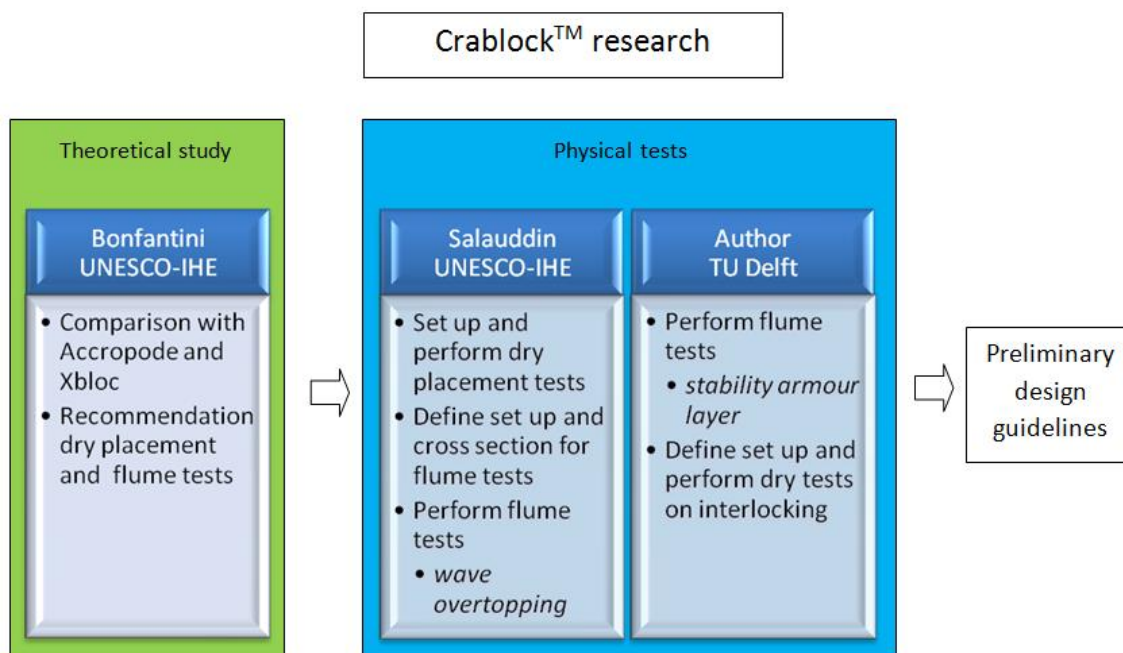 Crablock™ research
Theoretical study
Bonfantini
UNESCO-IHE
• Comparison with
Accropode and
Xbloc
• Recommendation
dry placement
and flume tests
Physical tests
Salauddin
UNESCO-IHE
• Set up and
perform dry
placement tests
• Define set up and
cross section for
flume tests
• Perform flume
tests
• wave
overtopping
Author
TU Delft
• Perform flume
tests
• stability armour
layer
• Define set up and
perform dry tests
on interlocking
Preliminary
design
guidelines